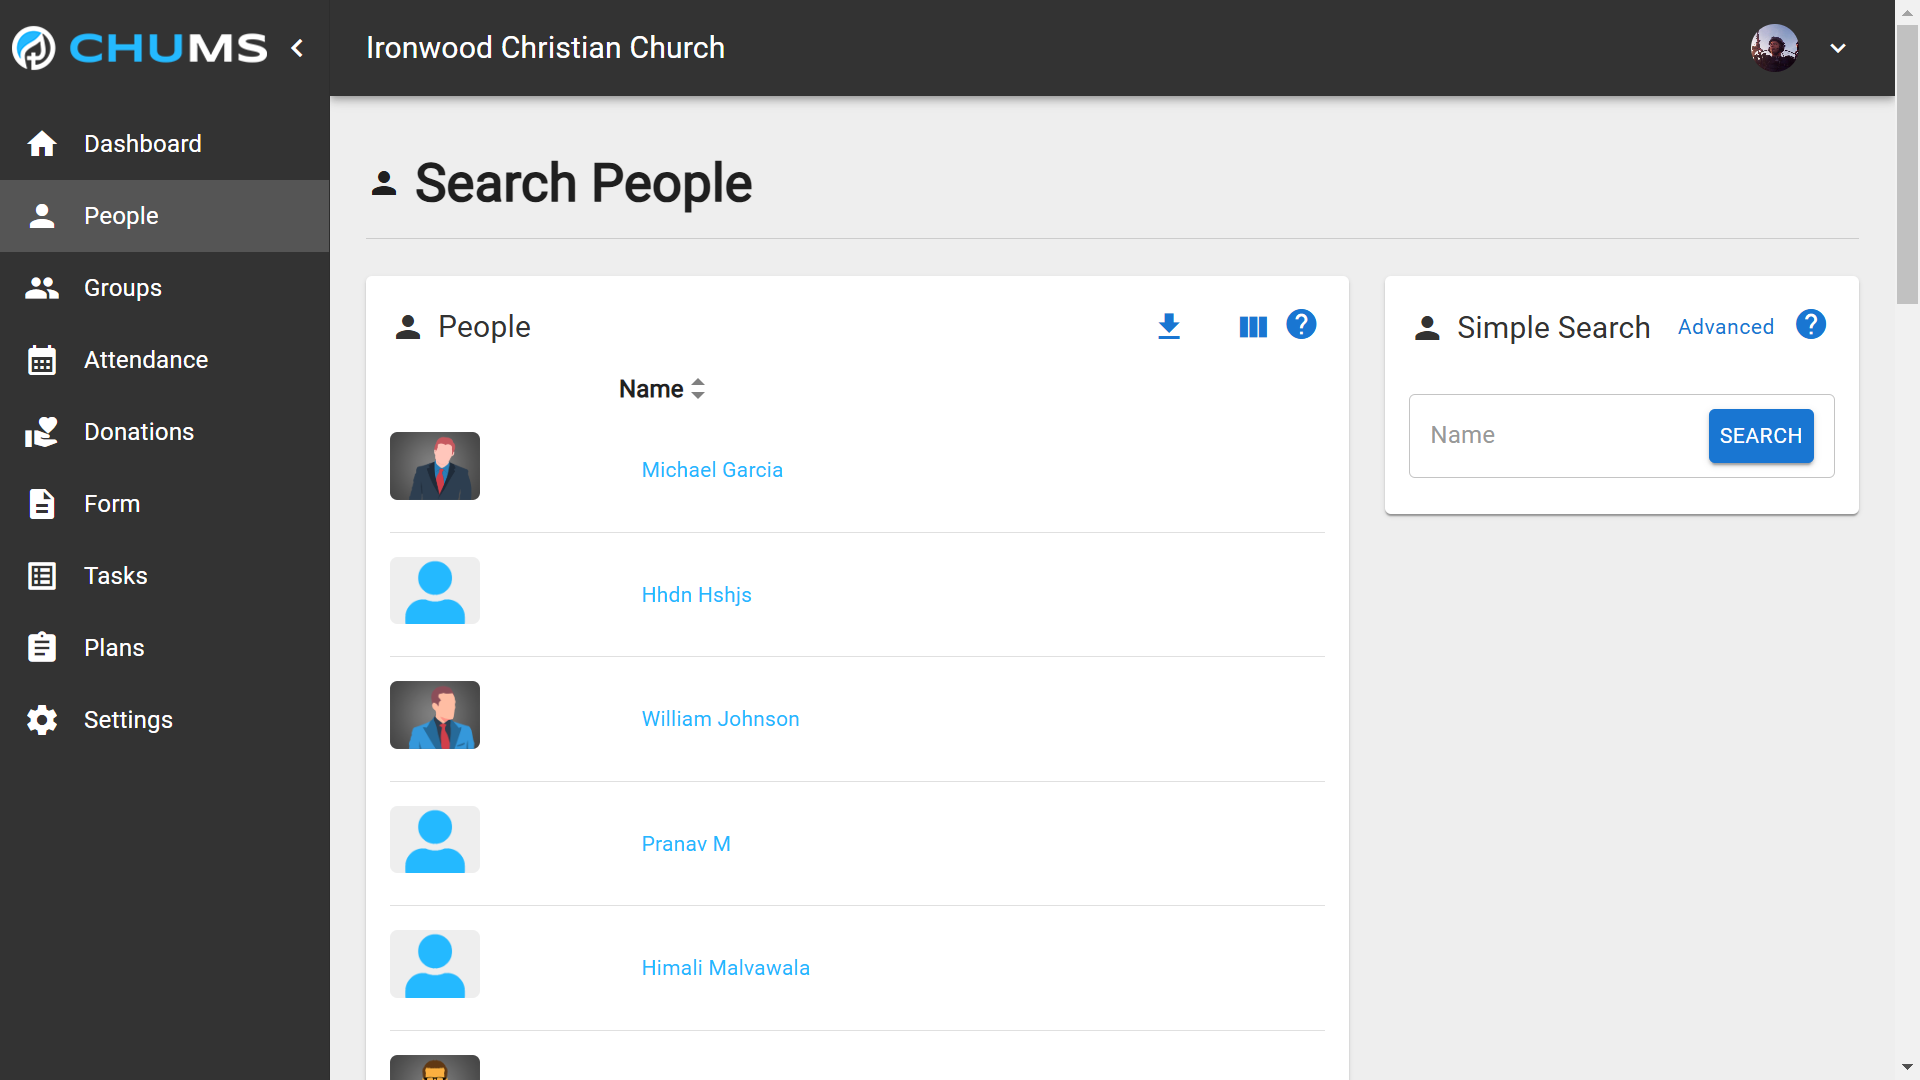 CHUMS
Ironwood Christian Church
Dashboard
People
Groups
Attendance
Donations
Form
Tasks
Plans
Settings
Search People
People
Name
Michael Garcia
Hhdn Hshjs
William Johnson
Pranav M
Himali Malvawala
Simple Search
Advanced
Name
SEARCH